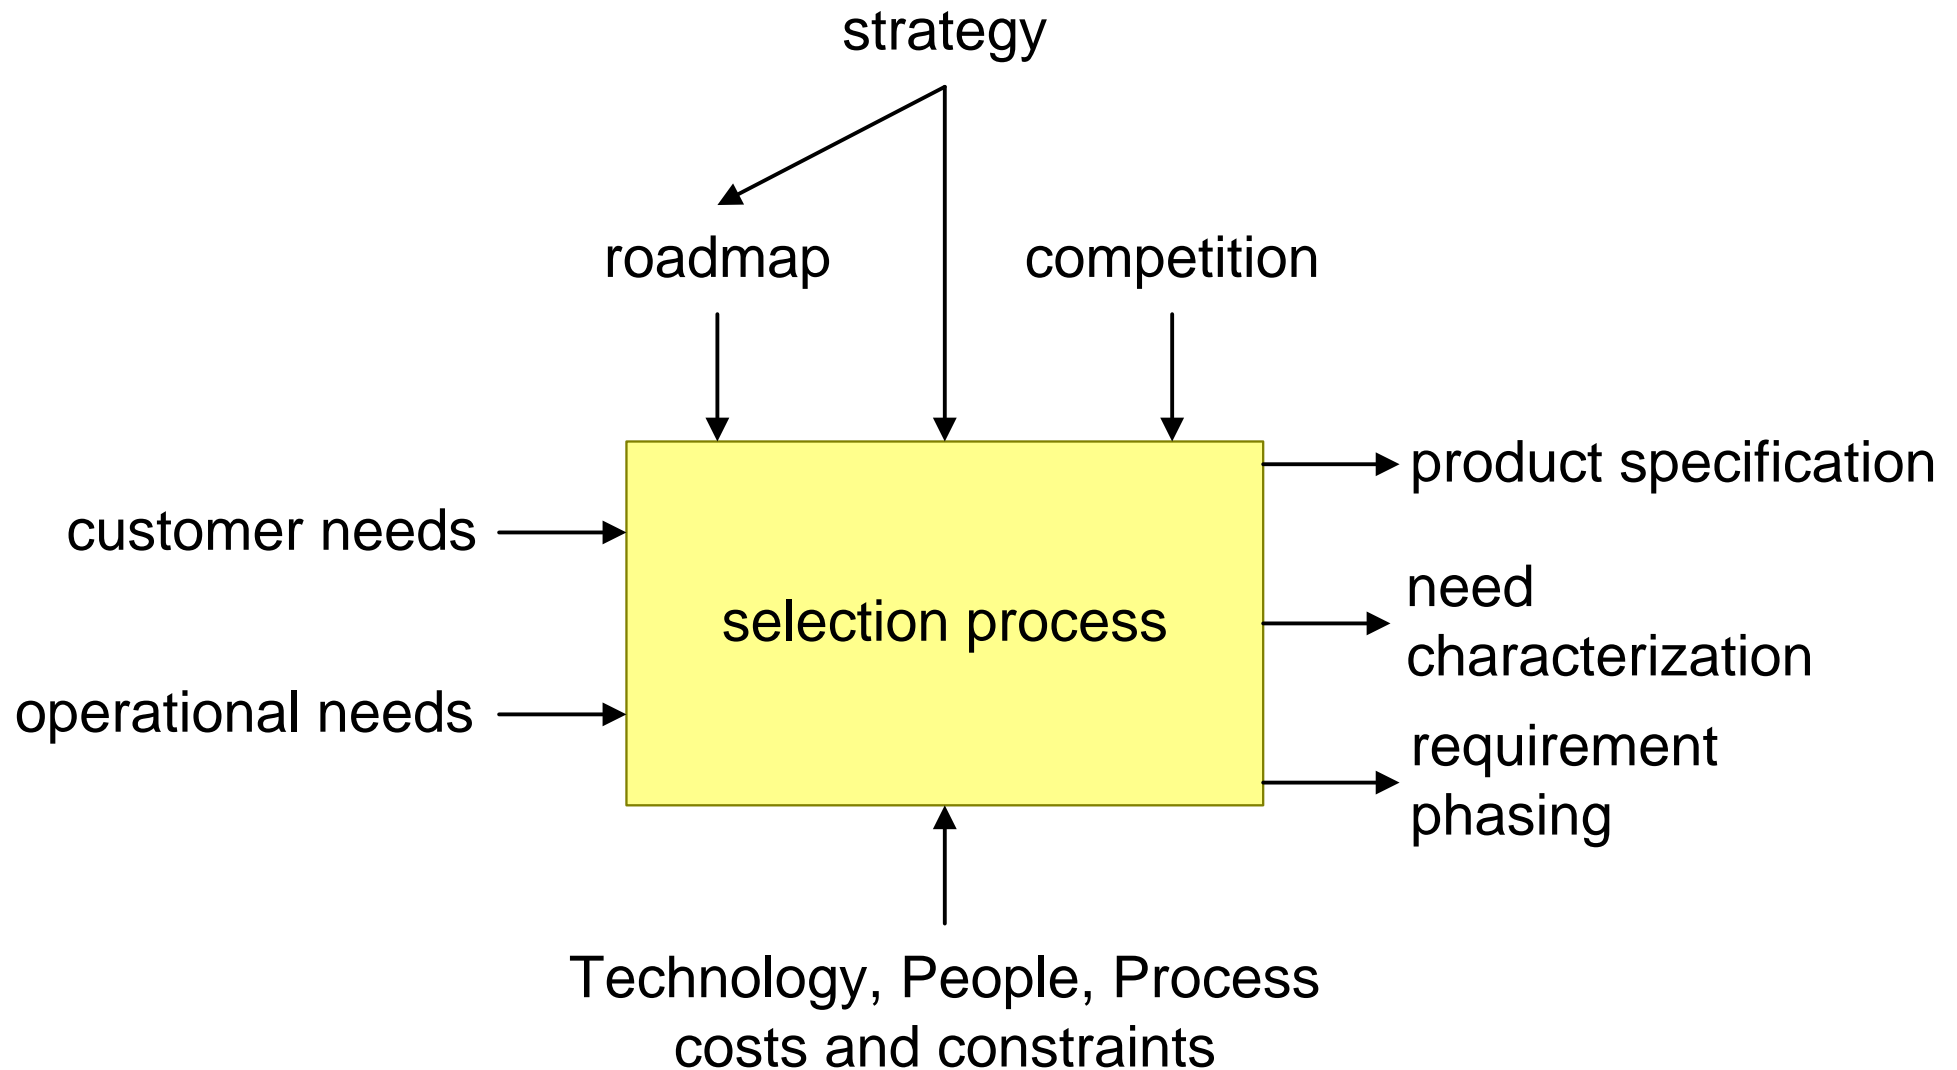 strategy
roadmap
competition
product specification
customer needs
need
characterization
selection process
operational needs
requirement
phasing
Technology, People, Process
costs and constraints